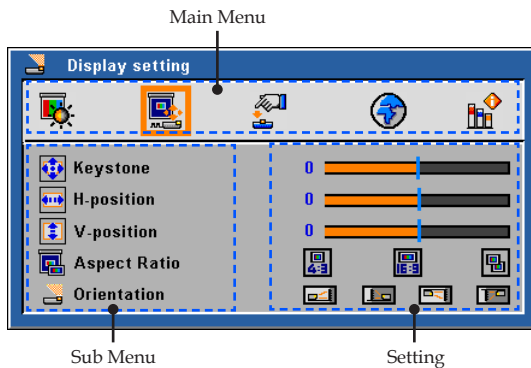 Main Menu
Display setting
Keystone 0
H-position 0
V-position 0
Aspect Ratio 4:3 16:9
Orientation
Sub Menu Setting